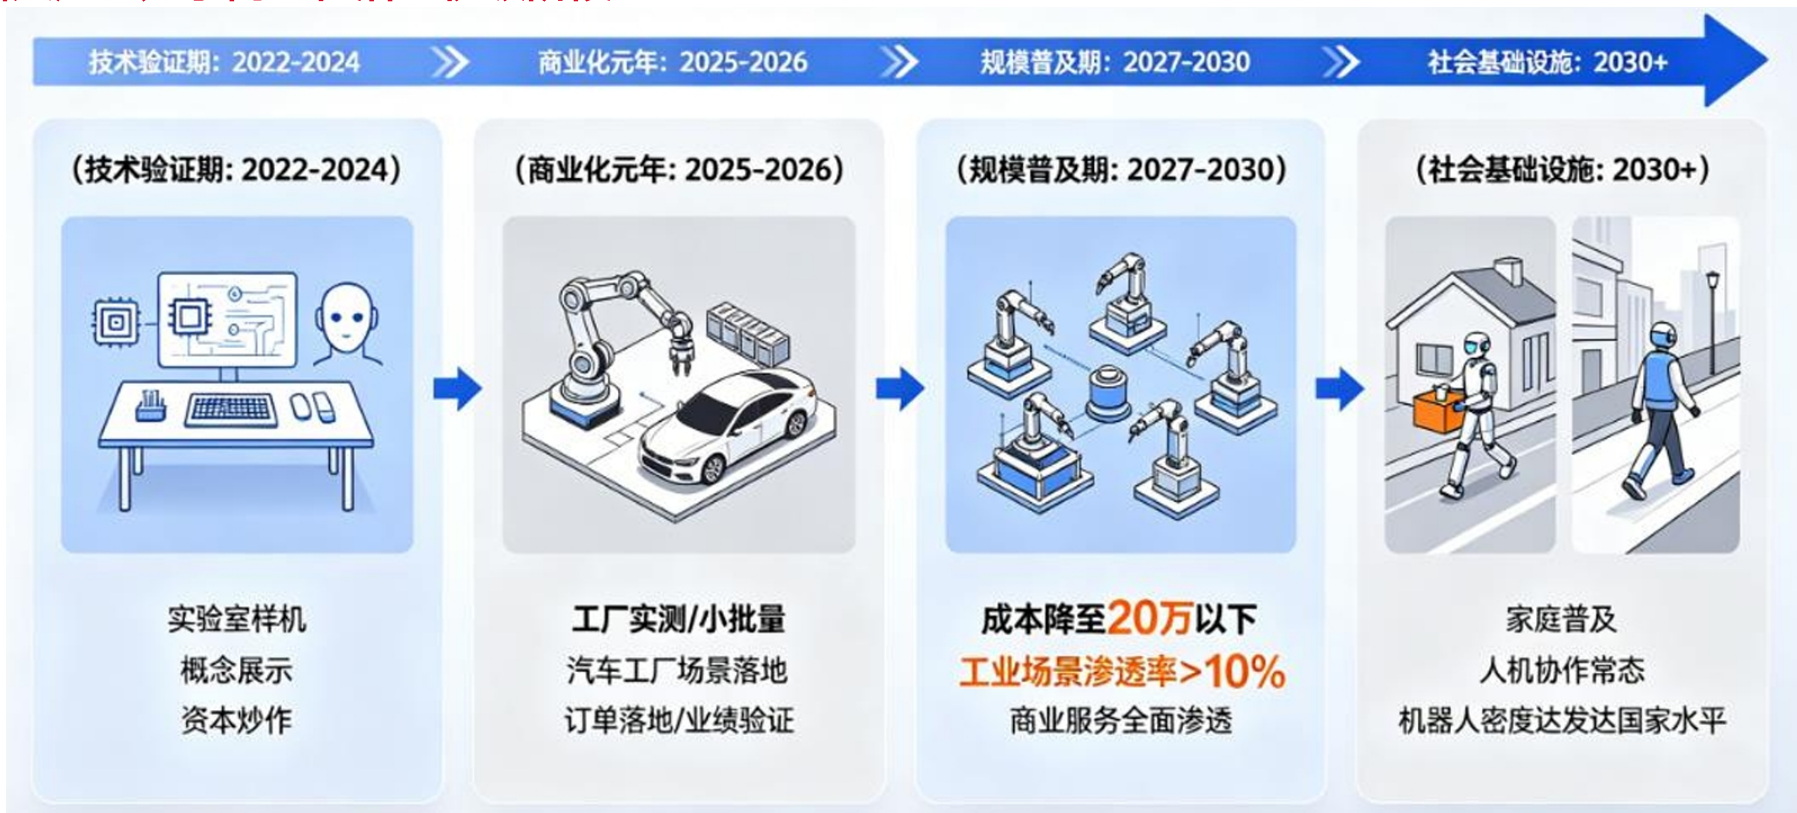 技术验证期：2022-2024
商业化元年：2025-2026
规模普及期：2027-2030
社会基础设施：2030+
（技术验证期: 2022-2024）
实验室样机
概念展示
资本炒作
（商业化元年: 2025-2026）
工厂实测/小批量
汽车工厂场景落地
订单落地/业绩验证
（规模普及期: 2027-2030）
成本降至20万以下
工业场景渗透率>10%
商业服务全面渗透
（社会基础设施: 2030+）
家庭普及
人机协作常态
机器人密度达发达国家水平